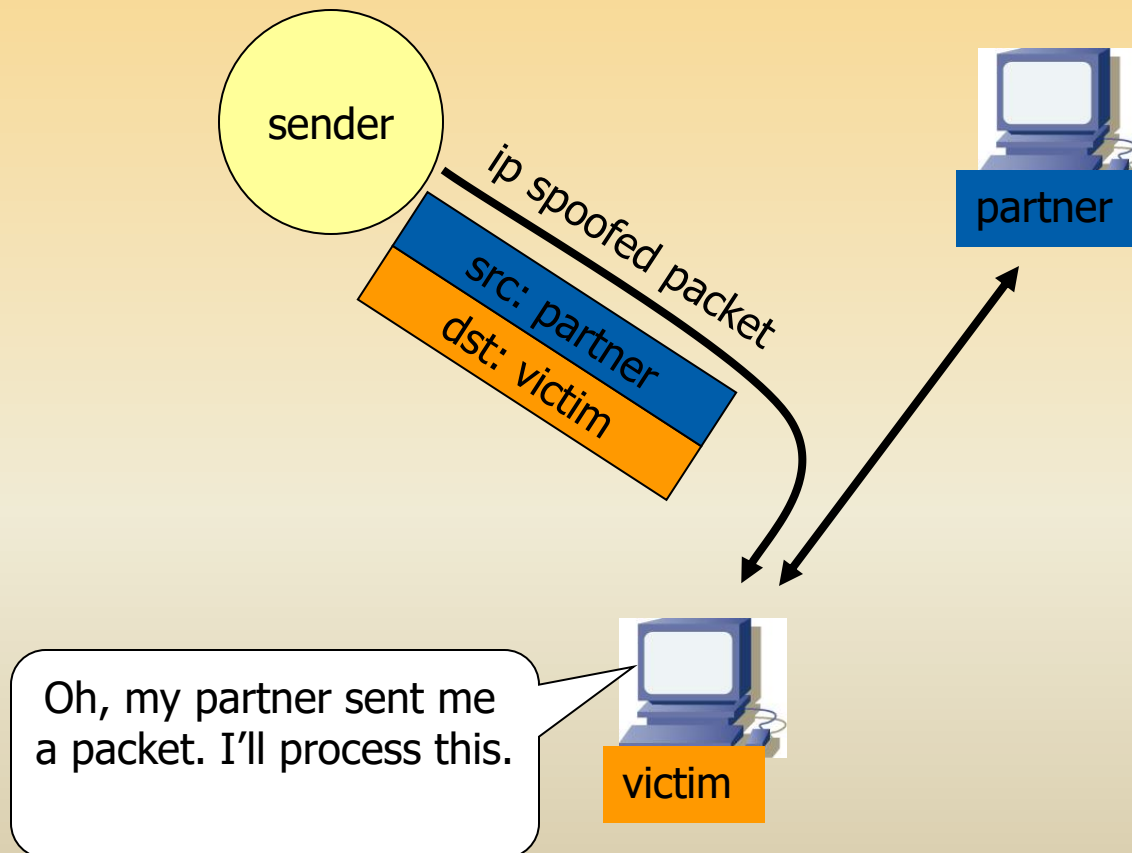 sender
ip spoofed packet
partner
src: partner
dst: victim
Oh, my partner sent me
a packet. I’ll process this.
victim